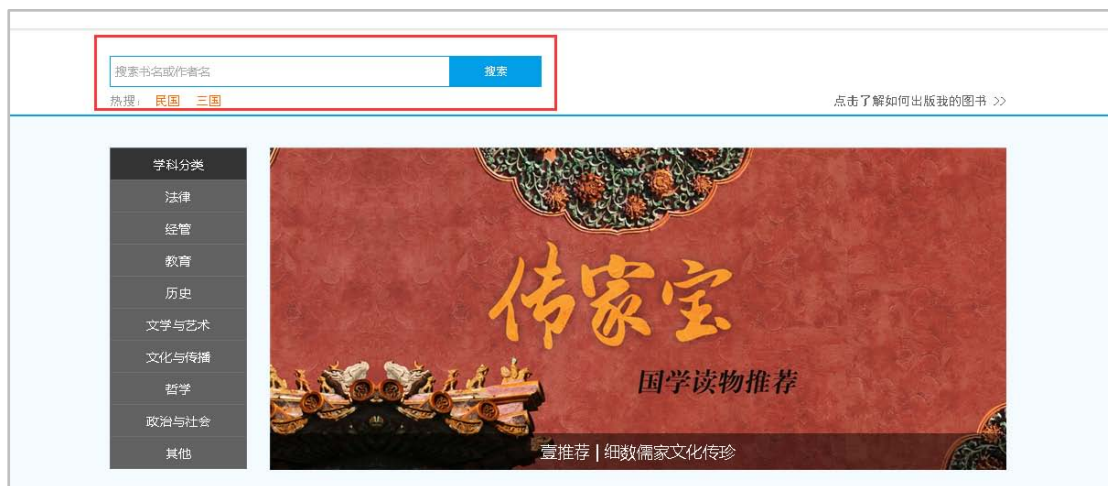 搜索书名或作者名 搜索
热搜： 民国 三国
点击了解如何出版我的图书 >>
学科分类
法律
经管
教育
历史
文学与艺术
文化与传播
哲学
政治与社会
其他
传家宝
国学读物推荐
壹推荐 | 细数儒家文化传珍